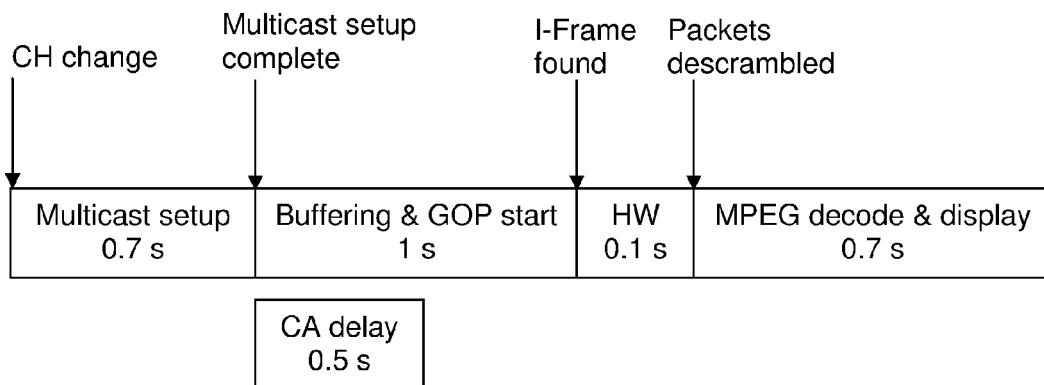 CH change
Multicast setup
complete
I-Frame
found
Packets
descrambled
Multicast setup
0.7 s
Buffering & GOP start
1 s
HW
0.1 s
MPEG decode & display
0.7 s
CA delay
0.5 s